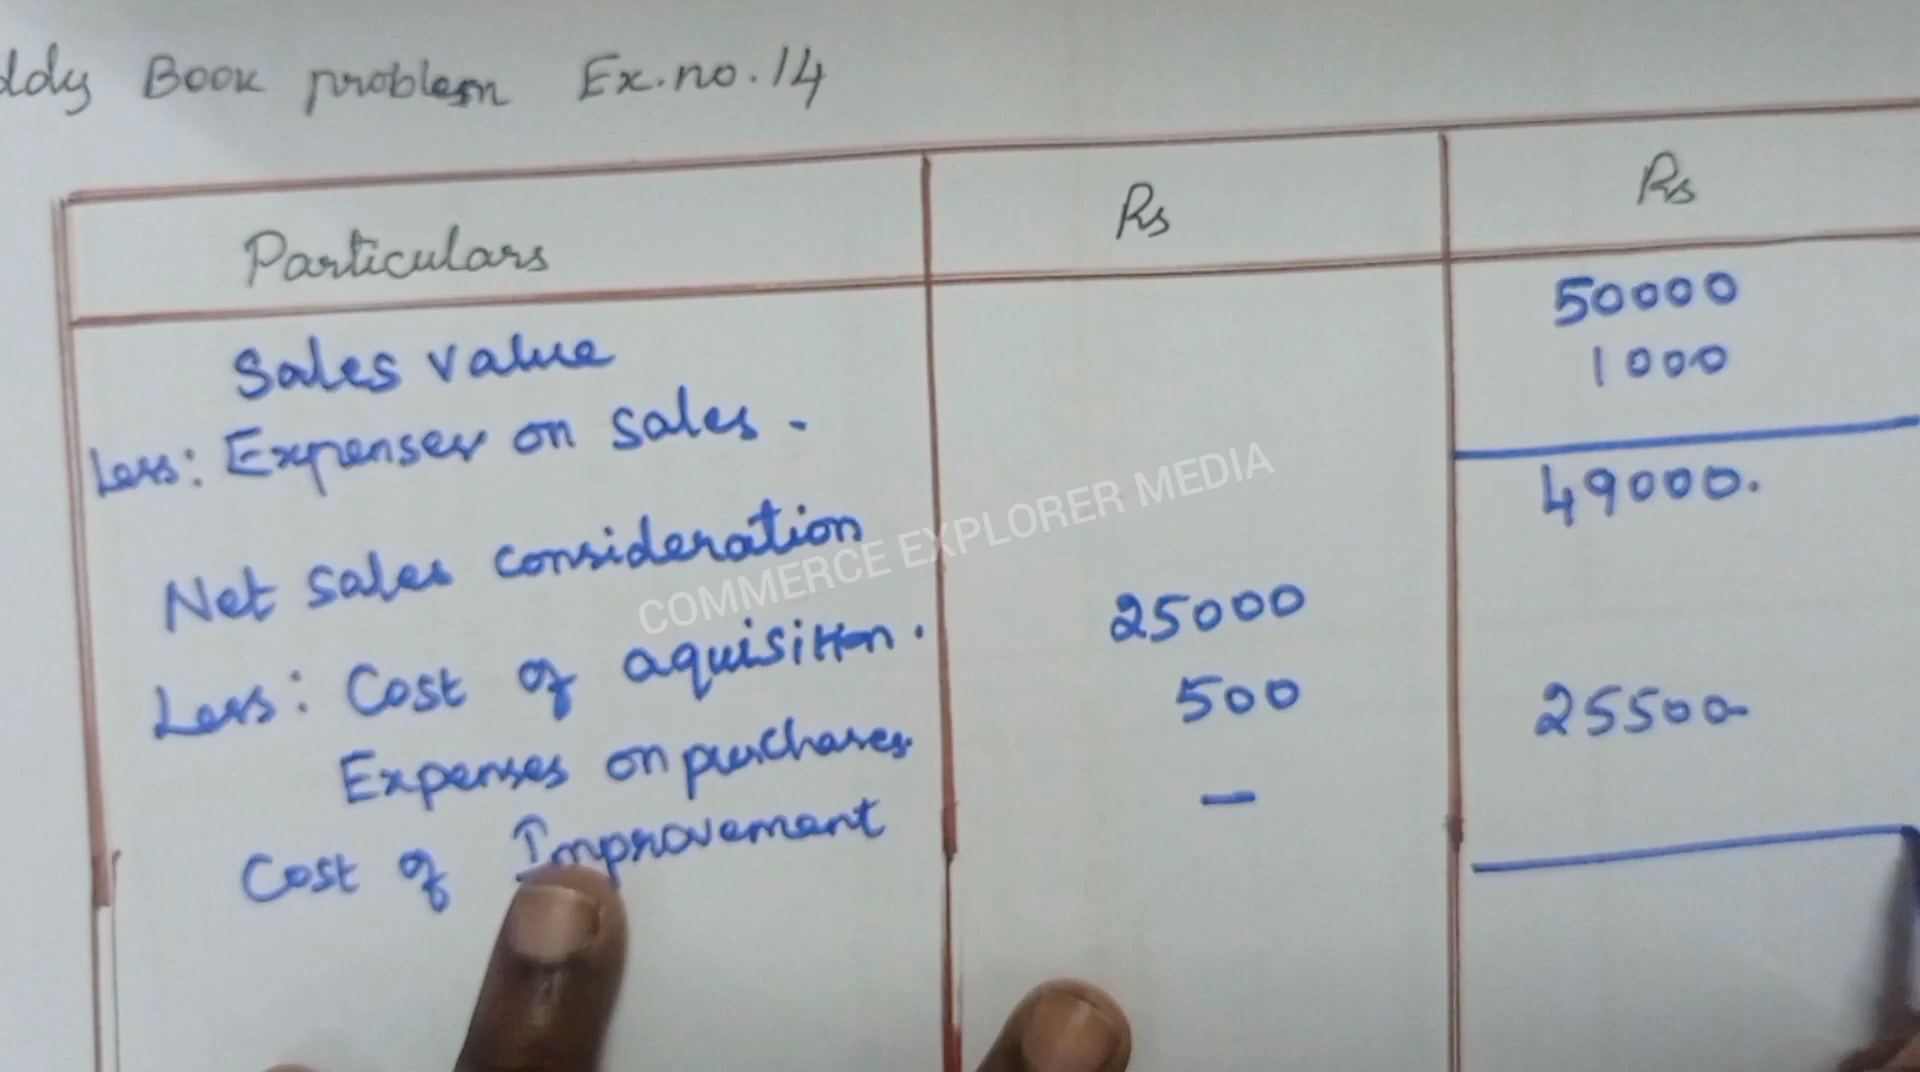 ddy Book problem Ex.no.14
Particulars Rs Rs
Sales value 50000
Less: Expenses on sales - 1000
Net sales consideration 49000.
Less: Cost of aquisition. 25000
Expenses on purchases. 500 25500
Cost of Improvement —
COMMERCE EXPLORER MEDIA